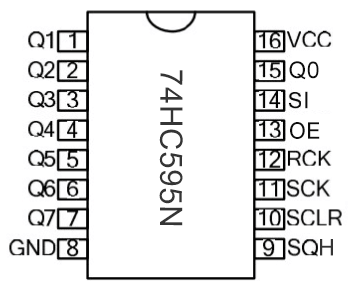 Q1 1 16 VCC
Q2 2 15 Q0
Q3 3 14 SI
Q4 4 13 OE
Q5 5 12 RCK
Q6 6 11 SCK
Q7 7 10 SCLR
GND 8 9 SQH
74HC595N